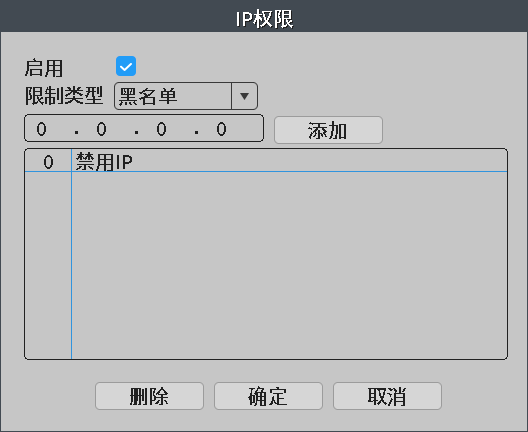 IP权限
启用
限制类型 黑名单
0 . 0 . 0 . 0 添加
0 禁用IP
删除 确定 取消